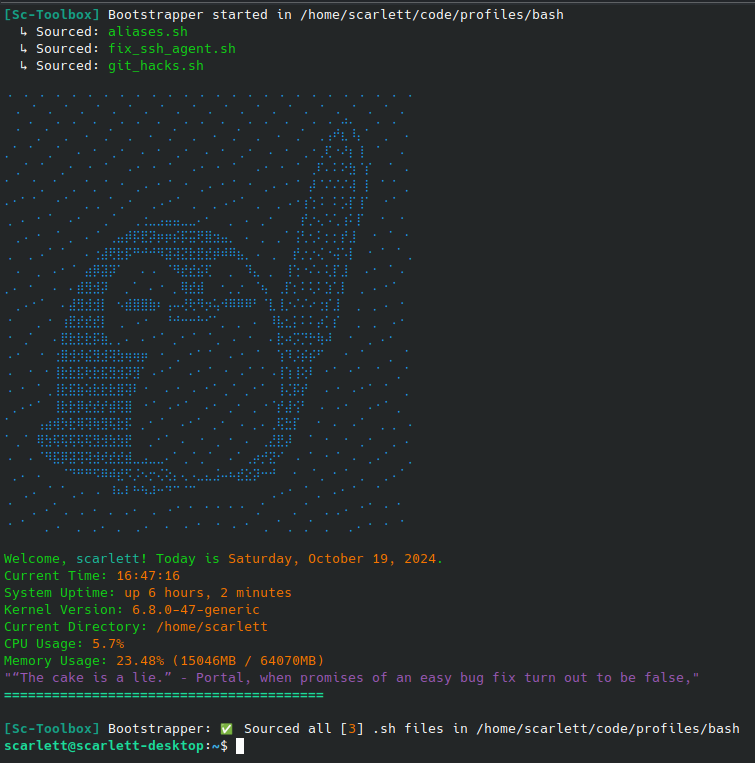 [Sc-Toolbox] Bootstrapper started in /home/scarlett/code/profiles/bash
↳ Sourced: aliases.sh
↳ Sourced: fix_ssh_agent.sh
↳ Sourced: git_hacks.sh
Welcome, scarlett! Today is Saturday, October 19, 2024.
Current Time: 16:47:16
System Uptime: up 6 hours, 2 minutes
Kernel Version: 6.8.0-47-generic
Current Directory: /home/scarlett
CPU Usage: 5.7%
Memory Usage: 23.48% (15046MB / 64070MB)
"“The cake is a lie.” - Portal, when promises of an easy bug fix turn out to be false,"
========================================
[Sc-Toolbox] Bootstrapper: ✅ Sourced all [3] .sh files in /home/scarlett/code/profiles/bash
scarlett@scarlett-desktop:~$